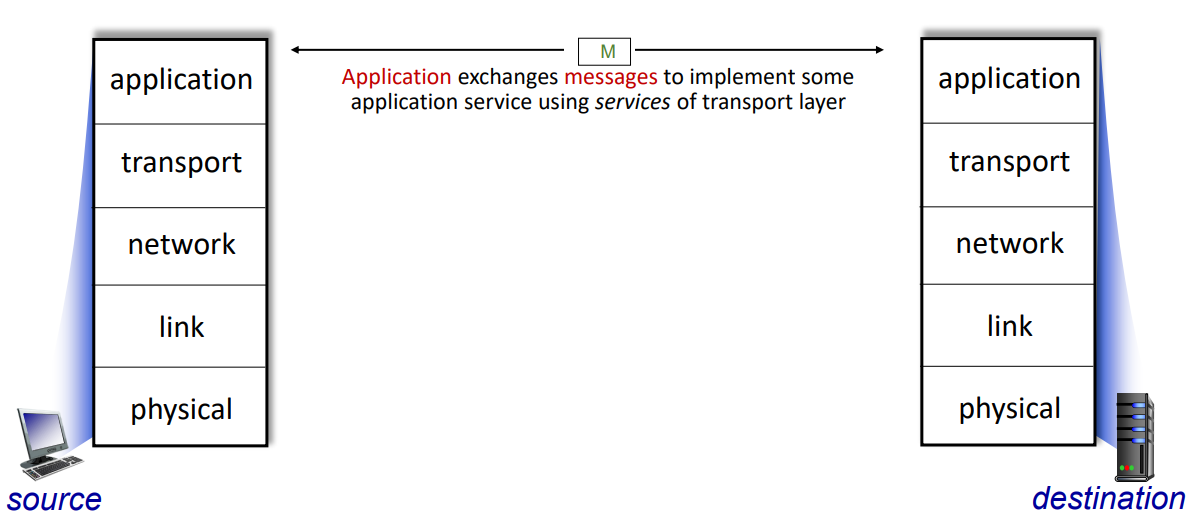 application
transport
network
link
physical
source
M
Application exchanges messages to implement some
application service using services of transport layer
application
transport
network
link
physical
destination